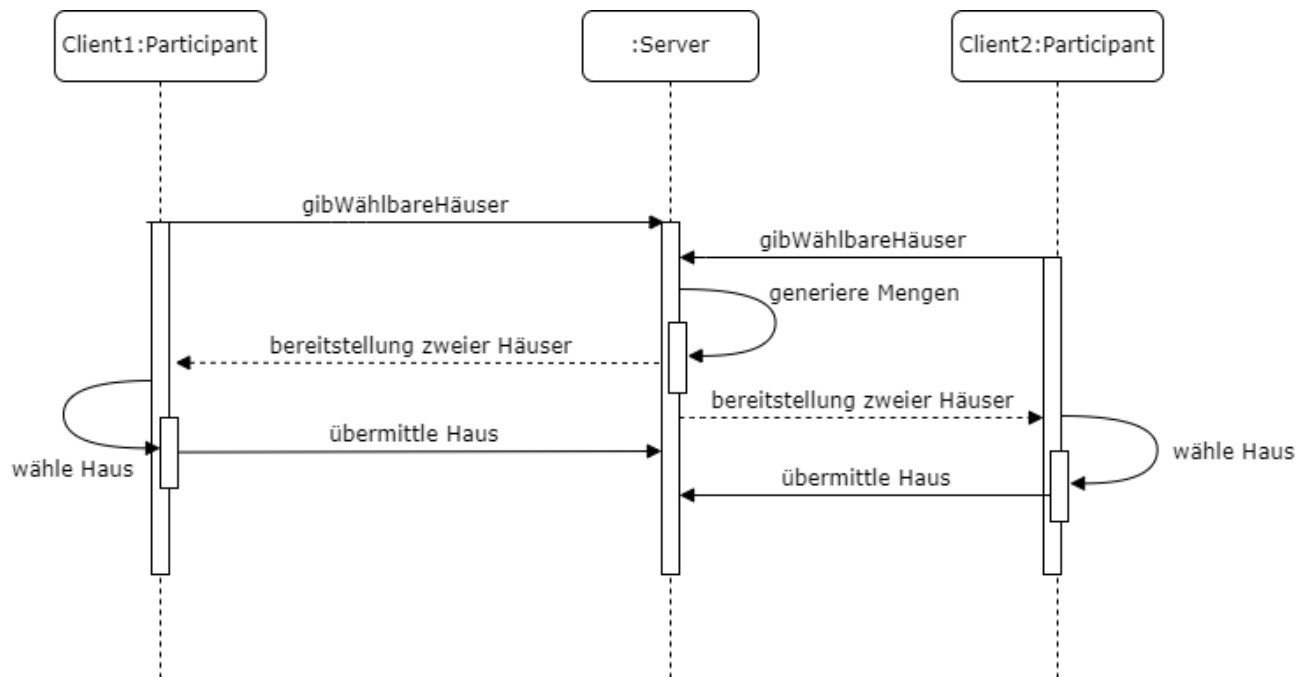 Client1:Participant
:Server
Client2:Participant
gibWählbareHäuser
gibWählbareHäuser
generiere Mengen
bereitstellung zweier Häuser
bereitstellung zweier Häuser
übermittle Haus
wähle Haus
wähle Haus
übermittle Haus